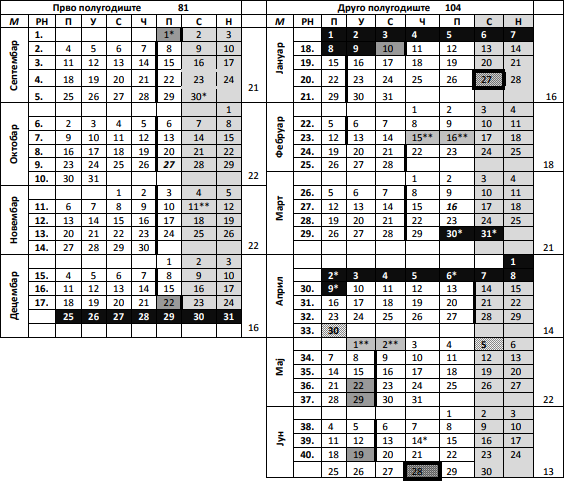 Прво полугодиште 81
М РН П У С Ч П С Н
Септембар
1. 1* 2 3
2. 4 5 6 7 8 9 10
3. 11 12 13 14 15 16 17
4. 18 19 20 21 22 23 24
5. 25 26 27 28 29 30*
21
Октобар
1
6. 2 3 4 5 6 7 8
7. 9 10 11 12 13 14 15
8. 16 17 18 19 20 21 22
9. 23 24 25 26 27 28 29
10. 30 31
22
Новембар
1 2 3 4 5
11. 6 7 8 9 10 11** 12
12. 13 14 15 16 17 18 19
13. 20 21 22 23 24 25 26
14. 27 28 29 30
22
Децембар
1 2 3
15. 4 5 6 7 8 9 10
16. 11 12 13 14 15 16 17
17. 18 19 20 21 22 23 24
25 26 27 28 29 30 31
16
Друго полугодиште 104
М РН П У С Ч П С Н
Јануар
1 2 3 4 5 6 7
18. 8 9 10 11 12 13 14
19. 15 16 17 18 19 20 21
20. 22 23 24 25 26 27 28
21. 29 30 31
16
Фебруар
1 2 3 4
22. 5 6 7 8 9 10 11
23. 12 13 14 15** 16** 17 18
24. 19 20 21 22 23 24 25
25. 26 27 28
18
Март
1 2 3 4
26. 5 6 7 8 9 10 11
27. 12 13 14 15 16 17 18
28. 19 20 21 22 23 24 25
29. 26 27 28 29 30* 31*
21
Април
1
2* 3 4 5 6* 7 8
30. 9* 10 11 12 13 14 15
31. 16 17 18 19 20 21 22
32. 23 24 25 26 27 28 29
33. 30
14
Мај
1** 2** 3 4 5 6
34. 7 8 9 10 11 12 13
35. 14 15 16 17 18 19 20
36. 21 22 23 24 25 26 27
37. 28 29 30 31
22
Јун
1 2 3
38. 4 5 6 7 8 9 10
39. 11 12 13 14* 15 16 17
40. 18 19 20 21 22 23 24
25 26 27 28 29 30
13